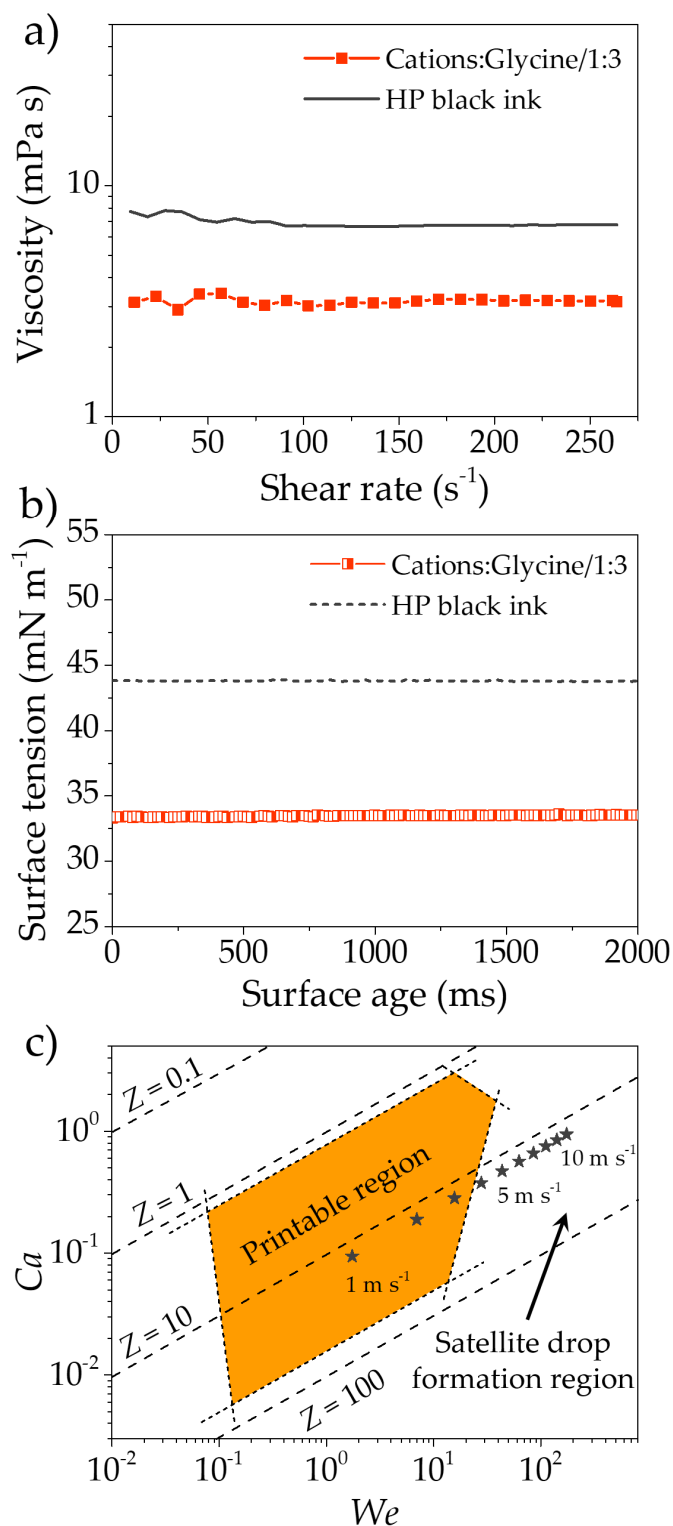 a)
Cations:Glycine/1:3
HP black ink
10
1
Viscosity (mPa s)
0 50 100 150 200 250
Shear rate (s⁻¹)
b)
55
50
45
40
35
30
25
Cations:Glycine/1:3
HP black ink
Surface tension (mN m⁻¹)
0 500 1000 1500 2000
Surface age (ms)
c)
10⁰
10⁻¹
10⁻²
Ca
Z = 0.1
Z = 1
Z = 10
Z = 100
Printable region
1 m s⁻¹
5 m s⁻¹
10 m s⁻¹
Satellite drop
formation region
10⁻² 10⁻¹ 10⁰ 10¹ 10²
We